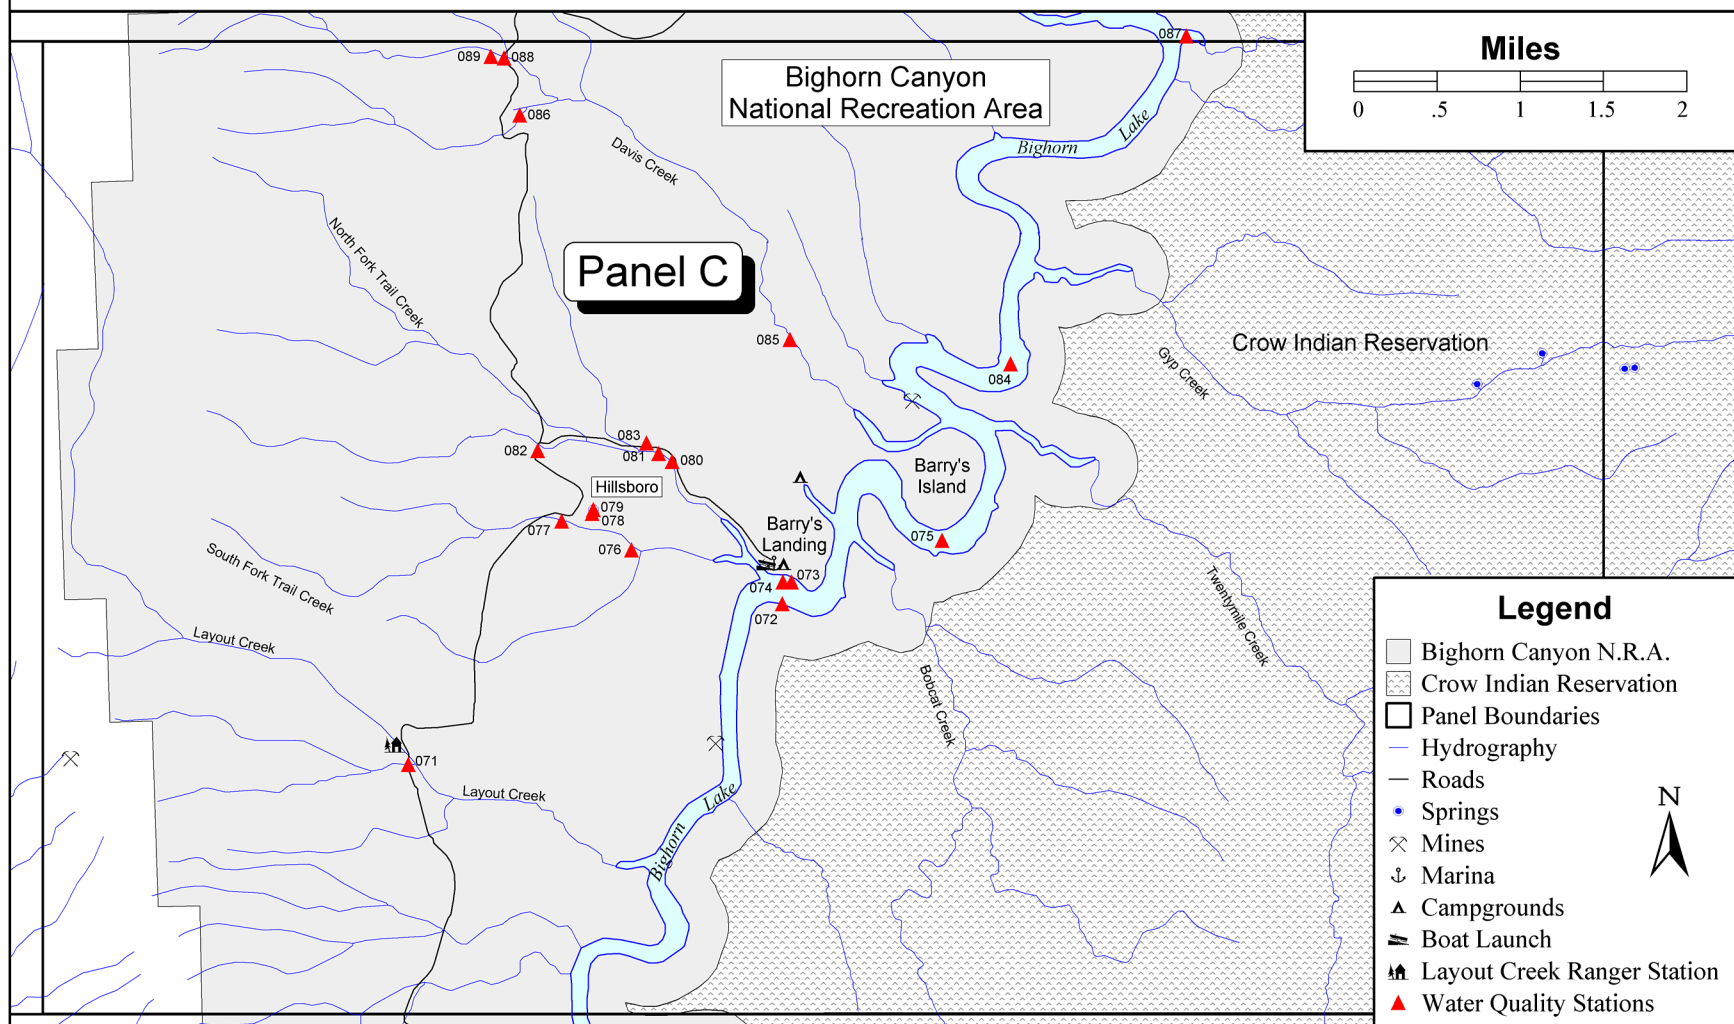 087
Miles
0 .5 1 1.5 2
089 088
Bighorn Canyon
National Recreation Area
086
Bighorn
Lake
Davis Creek
North Fork Trail Creek
Panel C
085
084
Crow Indian Reservation
Gyp Creek
083
082
081
080
Barry's
Island
Hillsboro
079
078
077
076
Barry's
Landing
075
South Fork Trail Creek
074
073
072
Twentymile Creek
Layout Creek
Bobcat Creek
071
Layout Creek
Bighorn
Lake
Legend
Bighorn Canyon N.R.A.
Crow Indian Reservation
Panel Boundaries
Hydrography
Roads
Springs
Mines
Marina
Campgrounds
Boat Launch
Layout Creek Ranger Station
Water Quality Stations
N